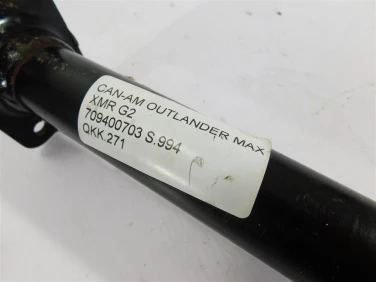 CAN-AM OUTLANDER MAX
XMR G2
709400703 S.994
QKK.271